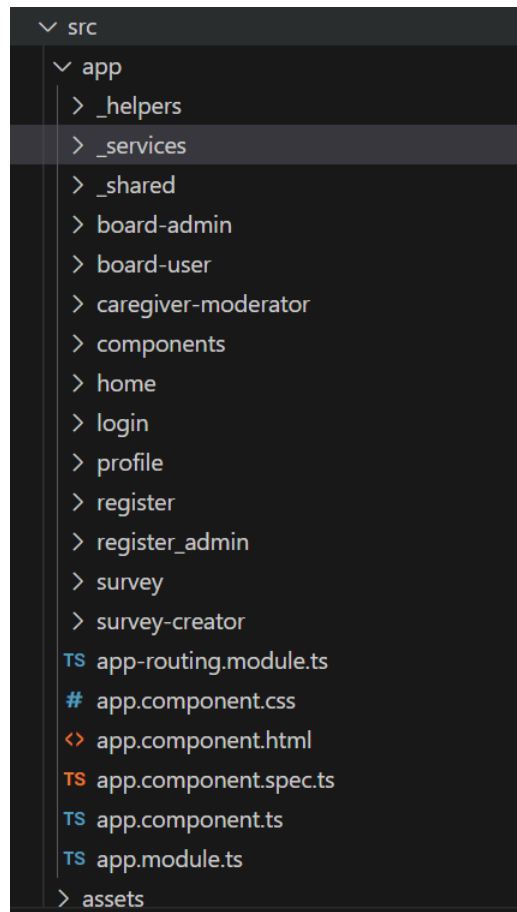 src
app
_helpers
_services
_shared
board-admin
board-user
caregiver-moderator
components
home
login
profile
register
register_admin
survey
survey-creator
TS app-routing.module.ts
# app.component.css
<> app.component.html
TS app.component.spec.ts
TS app.component.ts
TS app.module.ts
assets